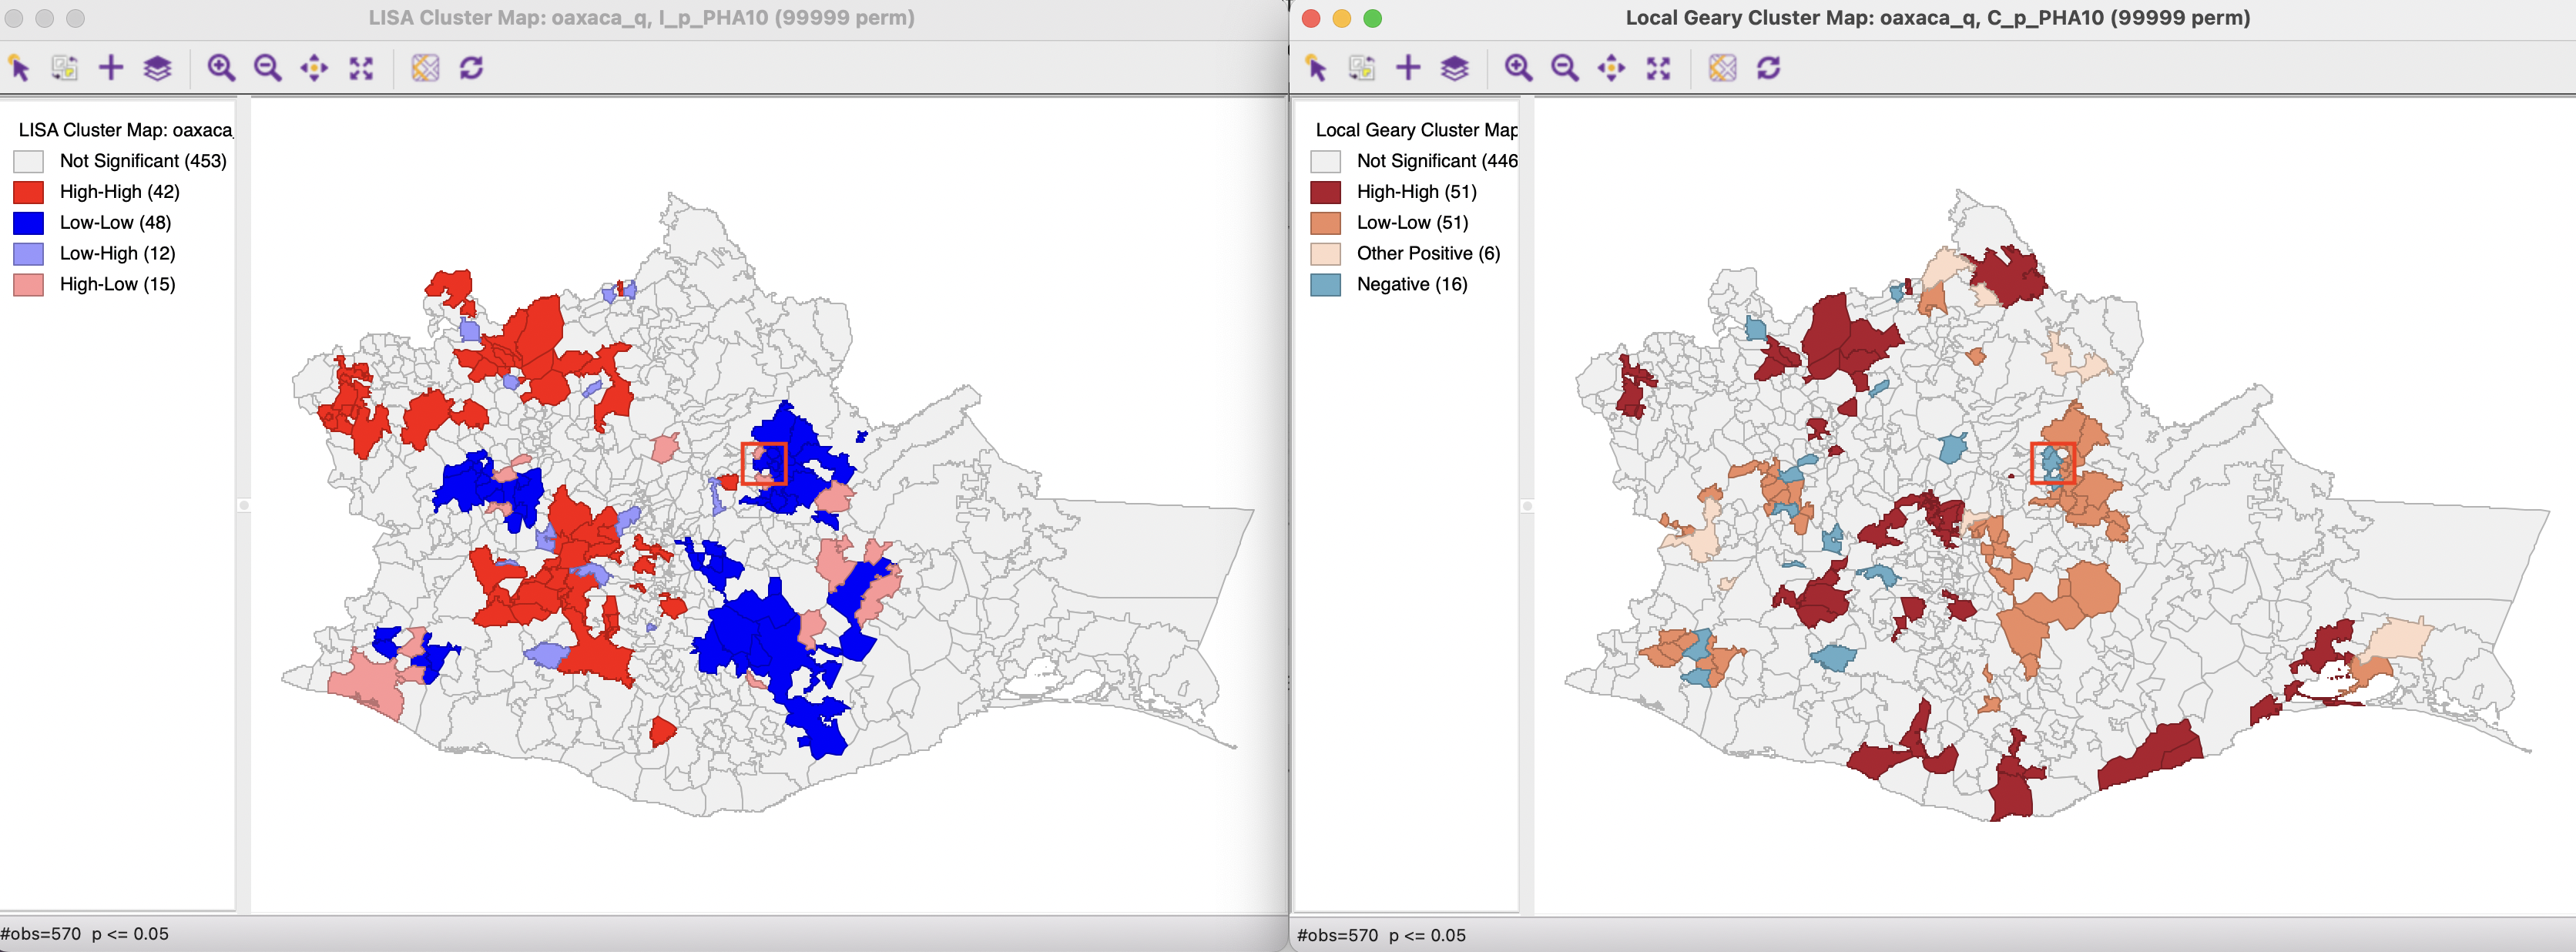 LISA Cluster Map: oaxaca_q, I_p_PHA10 (99999 perm)
LISA Cluster Map: oaxaca_
Not Significant (453)
High-High (42)
Low-Low (48)
Low-High (12)
High-Low (15)
#obs=570 p <= 0.05
Local Geary Cluster Map: oaxaca_q, C_p_PHA10 (99999 perm)
Local Geary Cluster Map
Not Significant (446
High-High (51)
Low-Low (51)
Other Positive (6)
Negative (16)
#obs=570 p <= 0.05